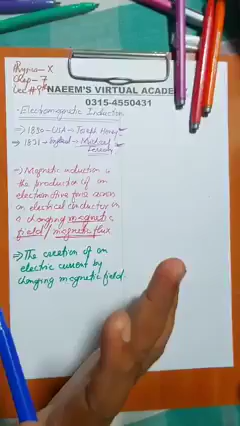 Physics - X
Chap - 7
Lec # 9
NAEEM'S VIRTUAL ACADEMY
0315-4550431
- Electromagnetic Induction
⇒ 1830 - USA - Joseph Henry
⇒ 1831 - England - Michael
Faraday
⇒ Magnetic induction is
the production of an
electromotive force across
an electrical conductor in
a changing magnetic
field / magnetic flux
⇒ The creation of an
electric current by
changing magnetic field.